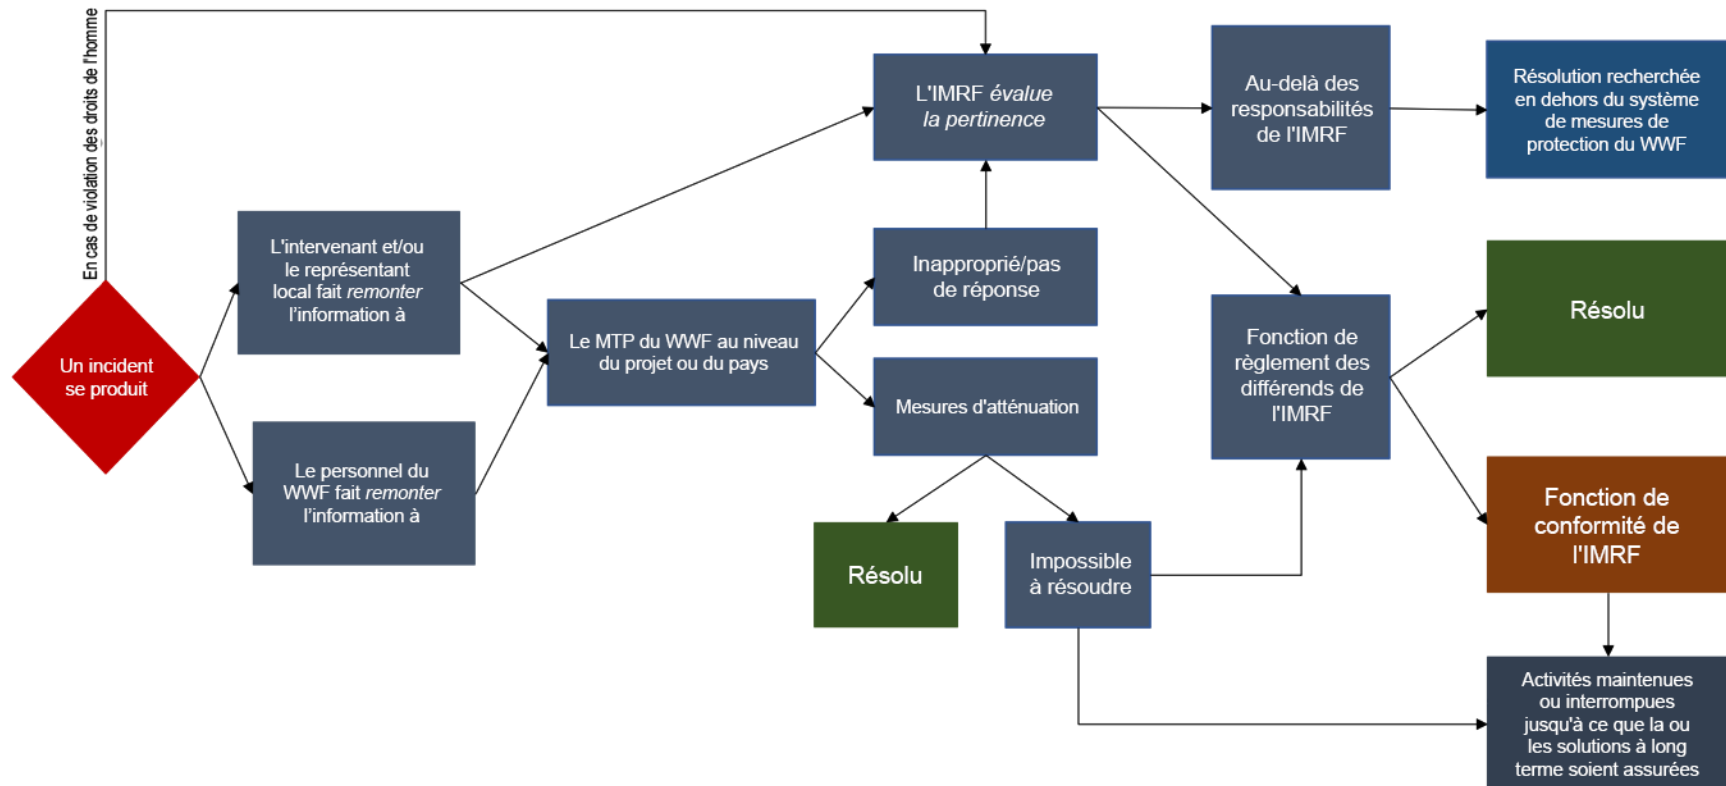 En cas de violation des droits de l'homme
Un incident
se produit
L'intervenant et/ou
le représentant
local fait remonter
l’information à
Le personnel du
WWF fait remonter
l’information à
Le MTP du WWF au niveau
du projet ou du pays
L'IMRF évalue
la pertinence
Inapproprié/pas
de réponse
Mesures d'atténuation
Résolu
Impossible
à résoudre
Au-delà des
responsabilités
de l'IMRF
Fonction de
règlement des
différends de
l'IMRF
Résolution recherchée
en dehors du système
de mesures de
protection du WWF
Résolu
Fonction de
conformité de
l'IMRF
Activités maintenues
ou interrompues
jusqu'à ce que la ou
les solutions à long
terme soient assurées